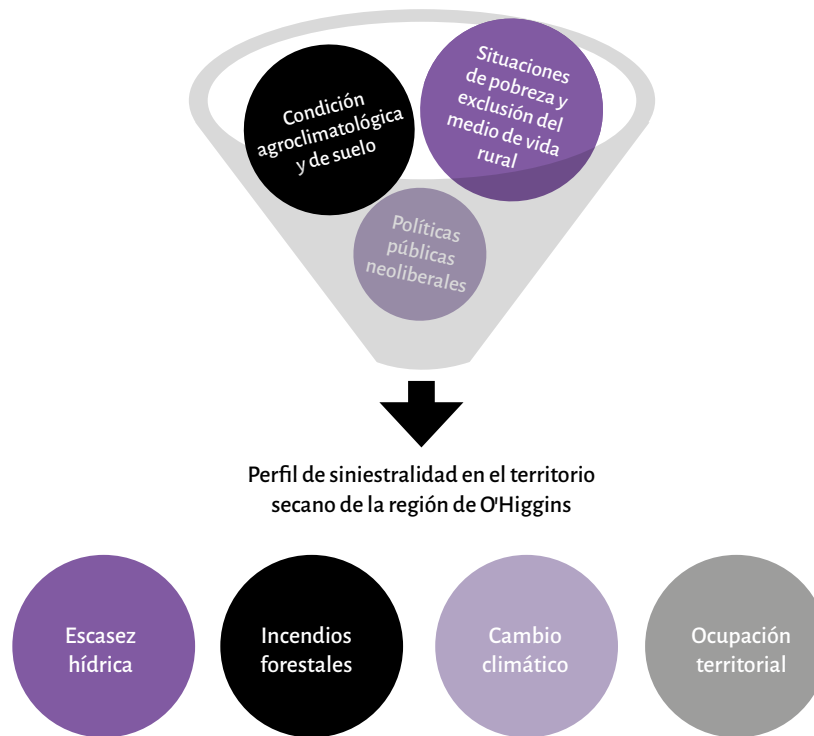 Condición
agroclimatológica
y de suelo
Situaciones
de pobreza y
exclusión del
medio de vida
rural
Políticas
públicas
neoliberales
Perfil de siniestralidad en el territorio
secano de la región de O'Higgins
Escasez
hídrica
Incendios
forestales
Cambio
climático
Ocupación
territorial